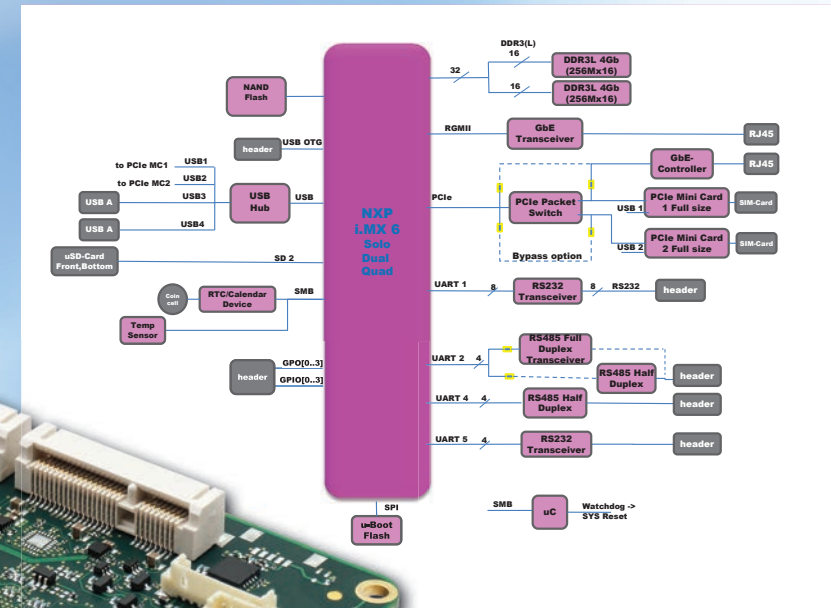 DDR3(L)
16
32
DDR3L 4Gb
(256Mx16)
16
DDR3L 4Gb
(256Mx16)
NAND
Flash
RGMII
GbE
Transceiver
RJ45
header
USB OTG
GbE-
Controller
RJ45
to PCIe MC1
USB1
to PCIe MC2
USB2
USB A
USB3
USB
Hub
USB
USB A
USB4
PCIe
PCIe Packet
Switch
Bypass option
USB 1
PCIe Mini Card
1 Full size
SIM-Card
USB 2
PCIe Mini Card
2 Full size
SIM-Card
NXP
i.MX 6
Solo
Dual
Quad
uSD-Card
Front,Bottom
SD 2
Coin
cell
RTC/Calendar
Device
SMB
Temp
Sensor
UART 1
8
RS232
Transceiver
8
RS232
header
header
GPO[0..3]
GPIO[0..3]
UART 2
4
RS485 Full
Duplex
Transceiver
RS485 Half
Duplex
header
UART 4
4
RS485 Half
Duplex
header
UART 5
4
RS232
Transceiver
header
SPI
u-Boot
Flash
SMB
uC
Watchdog ->
SYS Reset